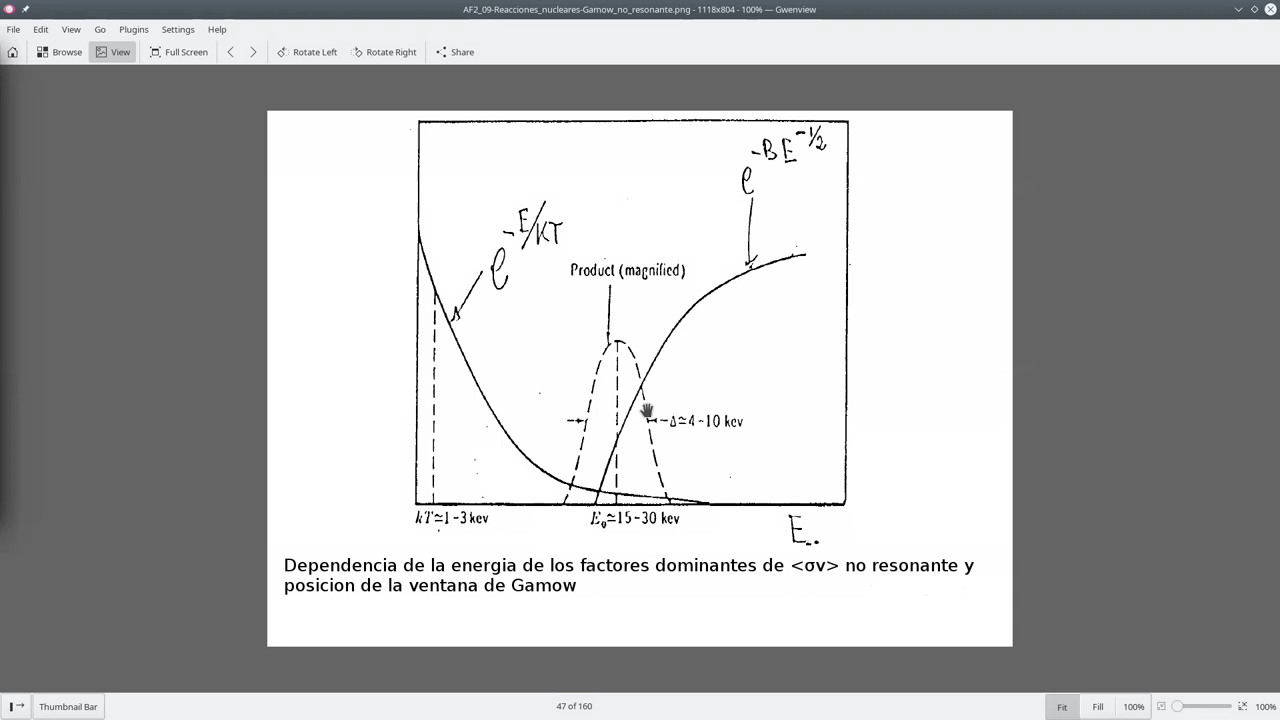 AF2_09-Reacciones_nucleares-Gamow_no_resonante.png - 1118x804 - 100% — Gwenview
File Edit View Go Plugins Settings Help
Browse View Full Screen Rotate Left Rotate Right Share
e^-BE^-1/2
e^-E/KT
Product (magnified)
Δ≃4-10 kev
kT≃1-3 kev
E₀≃15-30 kev
E
Dependencia de la energia de los factores dominantes de <σv> no resonante y
posicion de la ventana de Gamow
Thumbnail Bar
47 of 160
Fit Fill 100% 100%